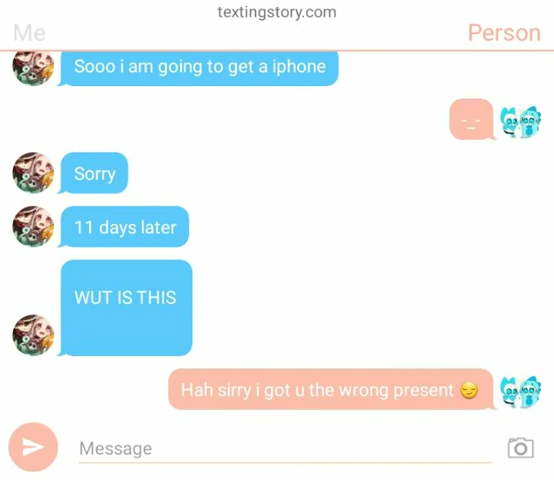 textingstory.com
Me
Person
Sooo i am going to get a iphone
Sorry
11 days later
WUT IS THIS
Hah sirry i got u the wrong present 😏
Message